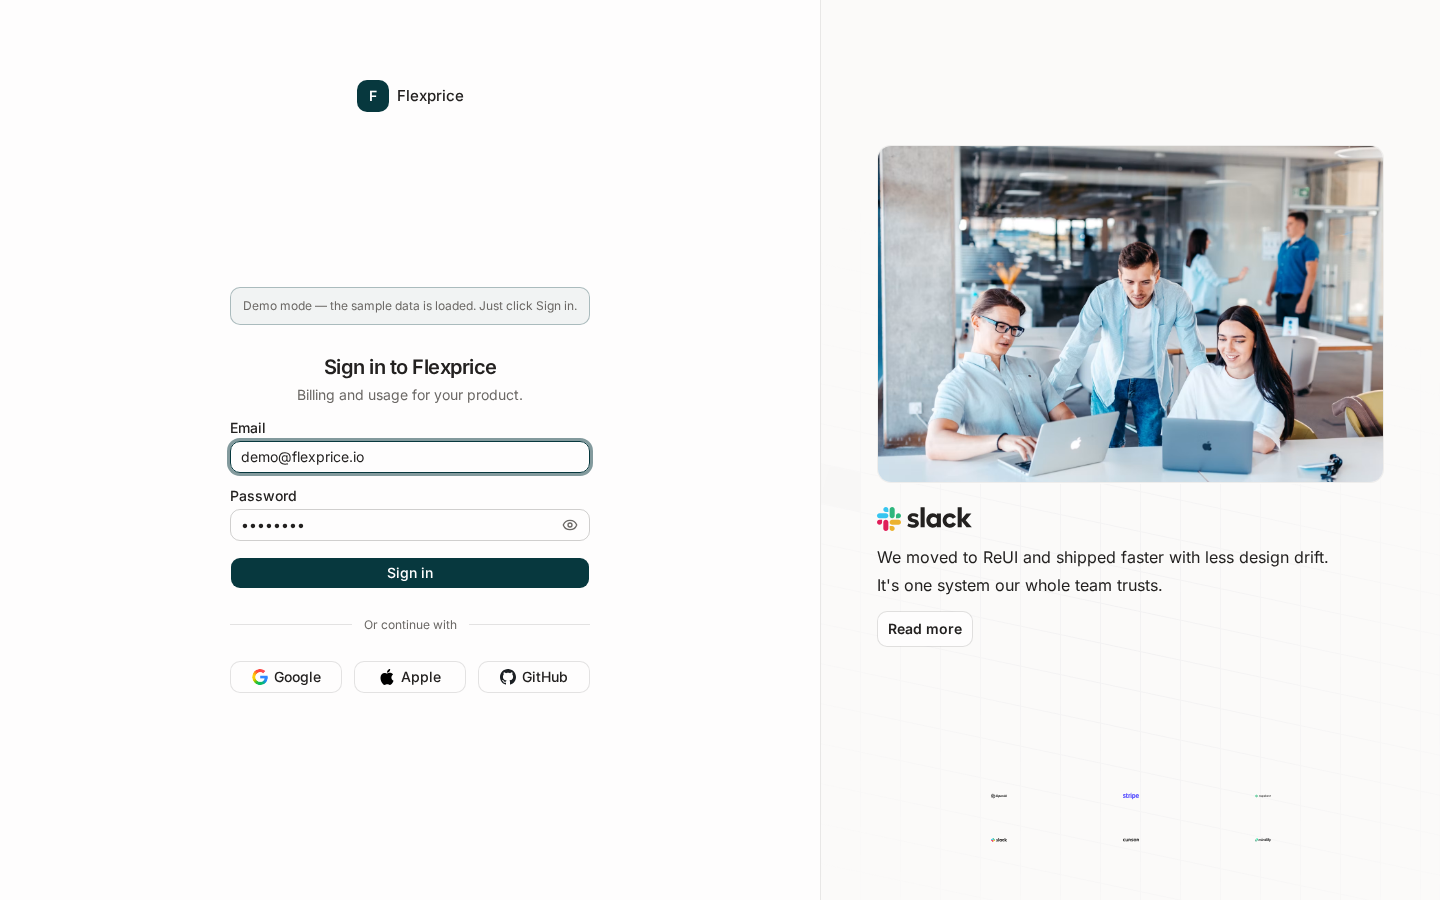 F Flexprice
Demo mode — the sample data is loaded. Just click Sign in.
Sign in to Flexprice
Billing and usage for your product.
Email
demo@flexprice.io
Password
••••••••
Sign in
Or continue with
Google
Apple
GitHub
slack
We moved to ReUI and shipped faster with less design drift.
It's one system our whole team trusts.
Read more
stripe
slack
CURSOR